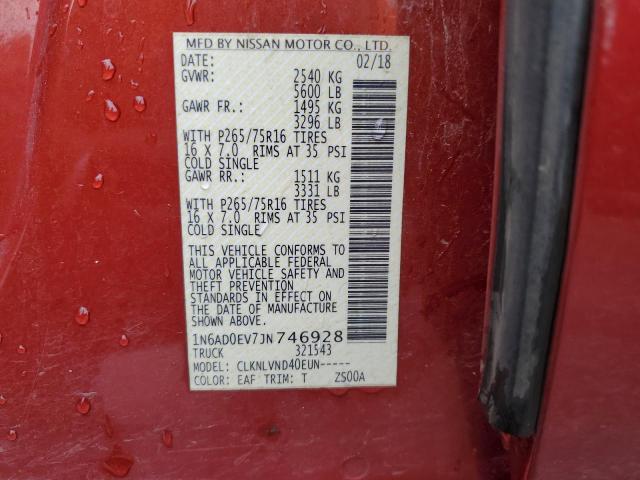 MFD BY NISSAN MOTOR CO., LTD.
DATE: 02/18
GVWR: 2540 KG
5600 LB
GAWR FR.: 1495 KG
3296 LB
WITH P265/75R16 TIRES
16 X 7.0 RIMS AT 35 PSI
COLD SINGLE
GAWR RR.: 1511 KG
3331 LB
WITH P265/75R16 TIRES
16 X 7.0 RIMS AT 35 PSI
COLD SINGLE
THIS VEHICLE CONFORMS TO
ALL APPLICABLE FEDERAL
MOTOR VEHICLE SAFETY AND
THEFT PREVENTION
STANDARDS IN EFFECT ON
THE DATE OF MANUFACTURE
SHOWN ABOVE.
1N6AD0EV7JN746928
TRUCK 321543
MODEL: CLKNLVND40EUN-----
COLOR: EAF TRIM: T ZS00A